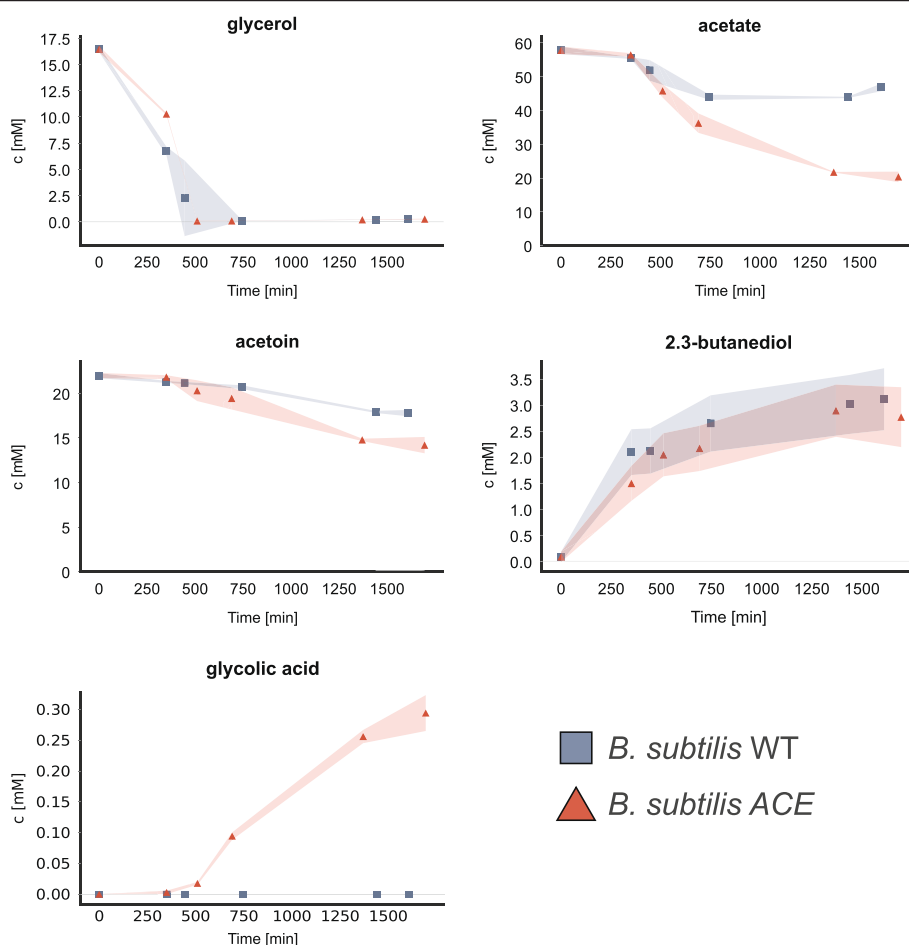 glycerol
17.5
15.0
12.5
10.0
7.5
5.0
2.5
0.0
c [mM]
0 250 500 750 1000 1250 1500
Time [min]
acetate
60
50
40
30
20
10
0
c [mM]
0 250 500 750 1000 1250 1500
Time [min]
acetoin
20
15
10
5
0
c [mM]
0 250 500 750 1000 1250 1500
Time [min]
2.3-butanediol
3.5
3.0
2.5
2.0
1.5
1.0
0.0
c [mM]
0 250 500 750 1000 1250 1500
Time [min]
glycolic acid
0.30
0.25
0.20
0.15
0.10
0.05
0.00
c [mM]
0 250 500 750 1000 1250 1500
Time [min]
B. subtilis WT
B. subtilis ACE